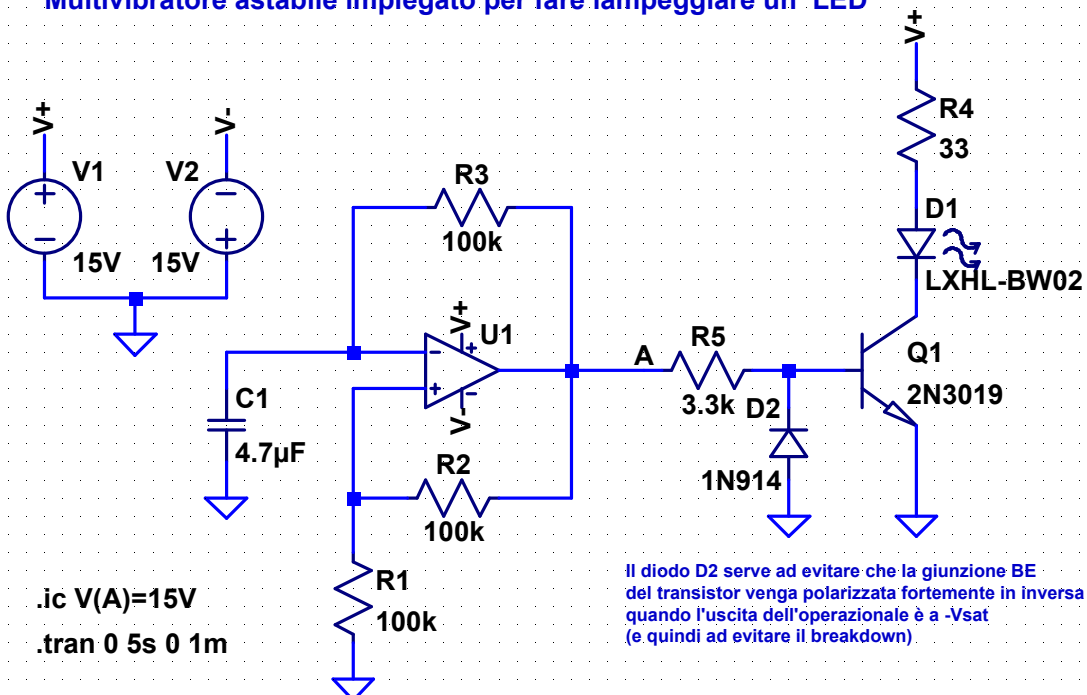 Multivibratore astabile impiegato per fare lampeggiare un LED
V+
R4
33
V+
V-
V1
V2
15V
15V
R3
100k
D1
LXHL-BW02
V+
U1
V-
A
R5
3.3k
D2
1N914
Q1
2N3019
C1
4.7µF
R2
100k
R1
100k
.ic V(A)=15V
.tran 0 5s 0 1m
Il diodo D2 serve ad evitare che la giunzione BE
del transistor venga polarizzata fortemente in inversa
quando l'uscita dell'operazionale è a -Vsat
(e quindi ad evitare il breakdown)